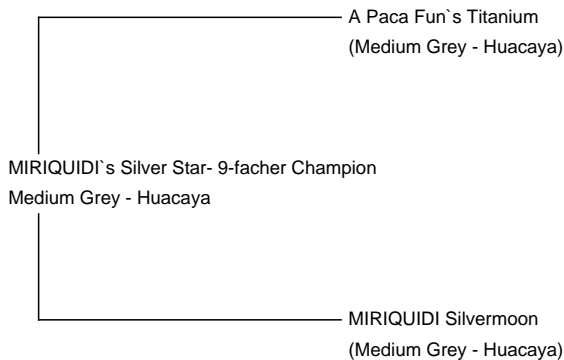 A Paca Fun`s Titanium
(Medium Grey - Huacaya)
MIRIQUIDI`s Silver Star- 9-facher Champion
Medium Grey - Huacaya
MIRIQUIDI Silvermoon
(Medium Grey - Huacaya)